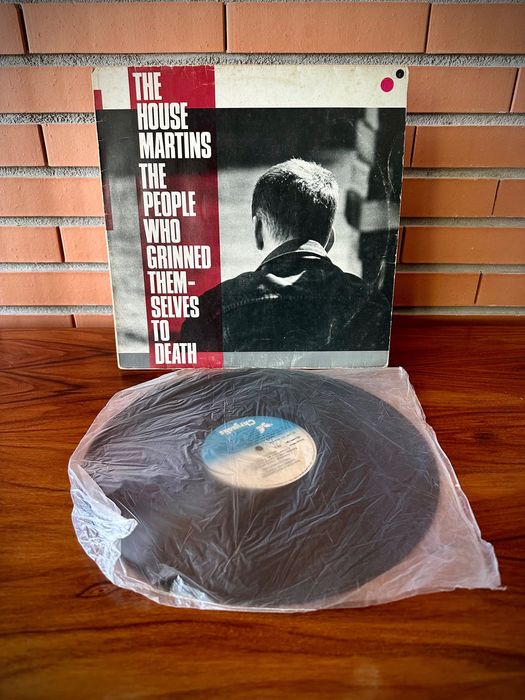 THE
HOUSE
MARTINS
THE
PEOPLE
WHO
GRINNED
THEM-
SELVES
TO
DEATH
Chrysalis